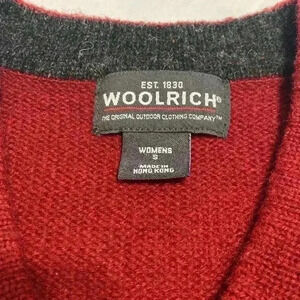 EST. 1830
WOOLRICH®
THE ORIGINAL OUTDOOR CLOTHING COMPANY™
WOMENS
S
MADE IN
HONG KONG